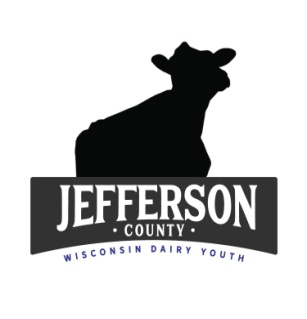 JEFFERSON
· COUNTY ·
WISCONSIN DAIRY YOUTH